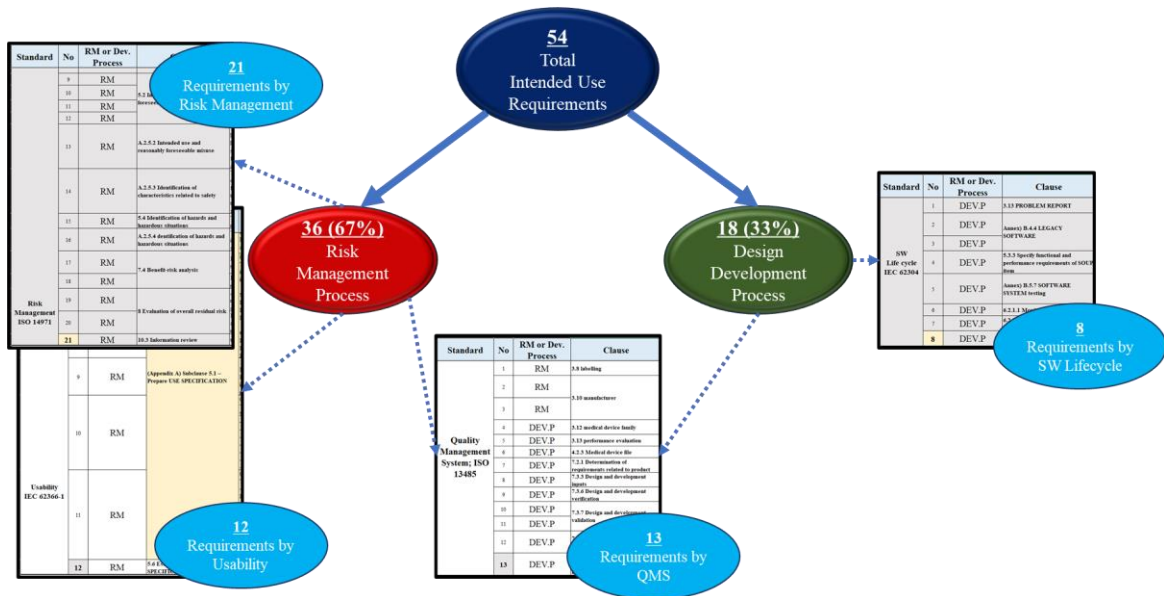 54
Total
Intended Use
Requirements
Standard No RM or Dev.
Process
21
Requirements by
Risk Management
9 RM
10 RM
11 RM
12 RM
13 RM A.2.5.2 Intended use and
reasonably foreseeable misuse
14 RM A.2.5.3 Identification of
characteristics related to safety
15 RM 5.4 Identification of hazards and
hazardous situations
16 RM A.2.5.4 dentification of hazards and
hazardous situations
17 RM
7.4 Benefit-risk analysis
18 RM
19 RM
8 Evaluation of overall residual risk
20 RM
21 RM 10.3 Information review
Risk
Management
ISO 14971
36 (67%)
Risk
Management
Process
18 (33%)
Design
Development
Process
Standard No RM or Dev.
Process Clause
1 DEV.P 3.13 PROBLEM REPORT
2 DEV.P Annex) B.4.4 LEGACY
SOFTWARE
3 DEV.P
4 DEV.P 5.3.3 Specify functional and
performance requirements of SOUP
item
5 DEV.P Annex) B.5.7 SOFTWARE
SYSTEM testing
6 DEV.P 6.2.1.1
7 DEV.P
8 DEV.P
SW
Life cycle
IEC 62304
8
Requirements by
SW Lifecycle
9 RM (Appendix A) Subclause 5.1 –
Prepare USE SPECIFICATION
10 RM
11 RM
12 RM
Usability
IEC 62366-1
12
Requirements by
Usability
Standard No RM or Dev.
Process Clause
1 RM 3.8 labelling
2 RM
3.10 manufacturer
3 RM
4 DEV.P 3.12 medical device family
5 DEV.P 3.13 performance evaluation
6 DEV.P 4.2.3 Medical device file
7 DEV.P 7.2.1 Determination of
requirements related to product
8 DEV.P 7.3.3 Design and development
inputs
9 DEV.P 7.3.6 Design and development
verification
10 DEV.P
7.3.7 Design and development
validation
11 DEV.P
12 DEV.P
13 DEV.P
Quality
Management
System; ISO
13485
13
Requirements by
QMS